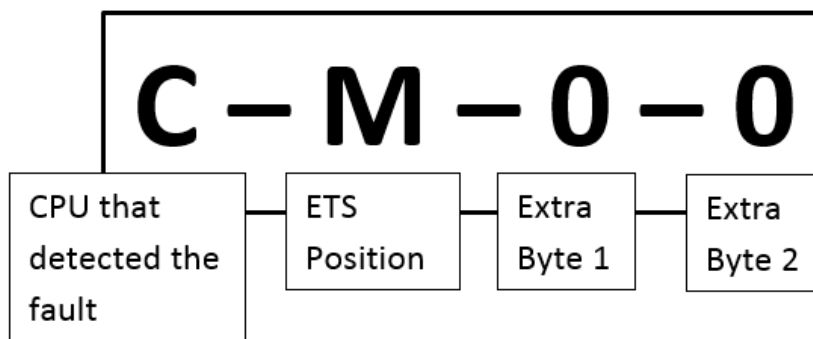 C – M – 0 – 0
CPU that
detected the
fault
ETS
Position
Extra
Byte 1
Extra
Byte 2